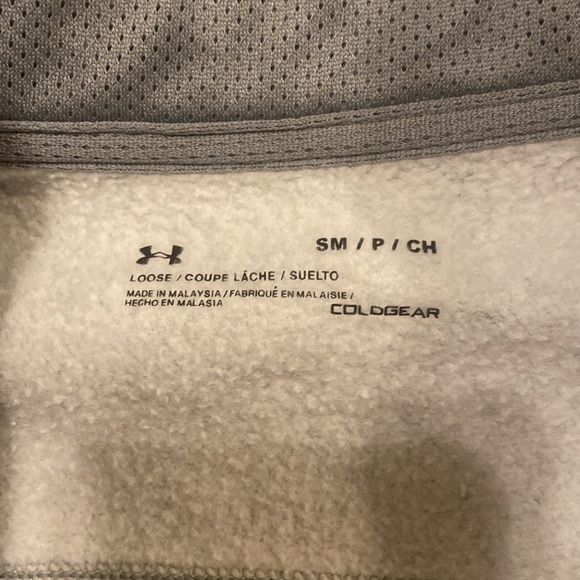 SM / P / CH
LOOSE / COUPE LÂCHE / SUELTO
MADE IN MALAYSIA / FABRIQUÉ EN MALAISIE /
HECHO EN MALASIA
COLDGEAR